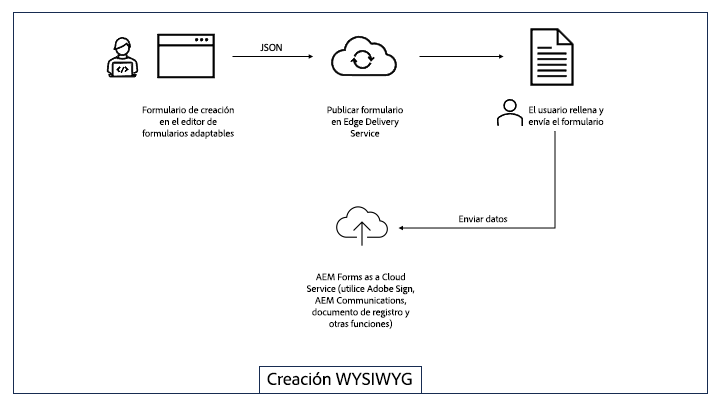 JSON
Formulario de creación
en el editor de
formularios adaptables
Publicar formulario
en Edge Delivery
Service
El usuario rellena y
envía el formulario
Enviar datos
AEM Forms as a Cloud
Service (utilice Adobe Sign,
AEM Communications,
documento de registro y
otras funciones)
Creación WYSIWYG